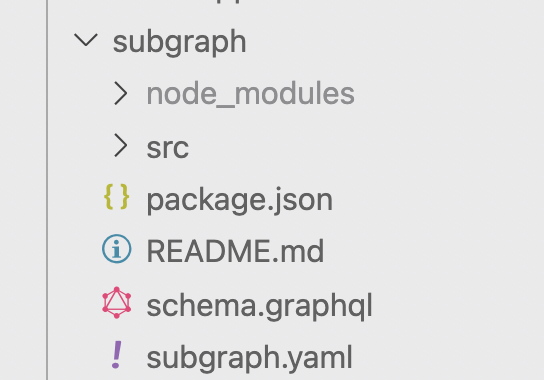 subgraph
node_modules
src
package.json
README.md
schema.graphql
subgraph.yaml